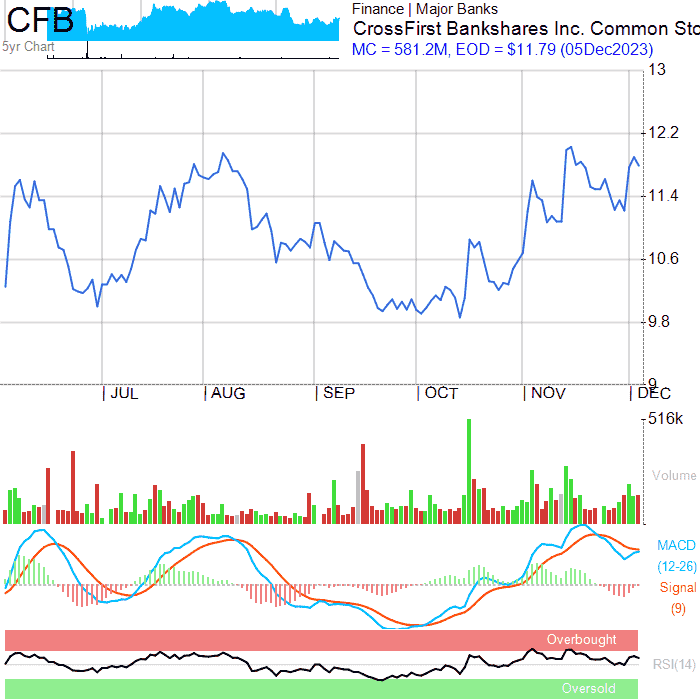 CFB
5yr Chart
Finance | Major Banks
CrossFirst Bankshares Inc. Common Sto
MC = 581.2M, EOD = $11.79 (05Dec2023)
13
12.2
11.4
10.6
9.8
9
JUL
AUG
SEP
OCT
NOV
DEC
516k
Volume
MACD
(12-26)
Signal
(9)
Overbought
RSI(14)
Oversold